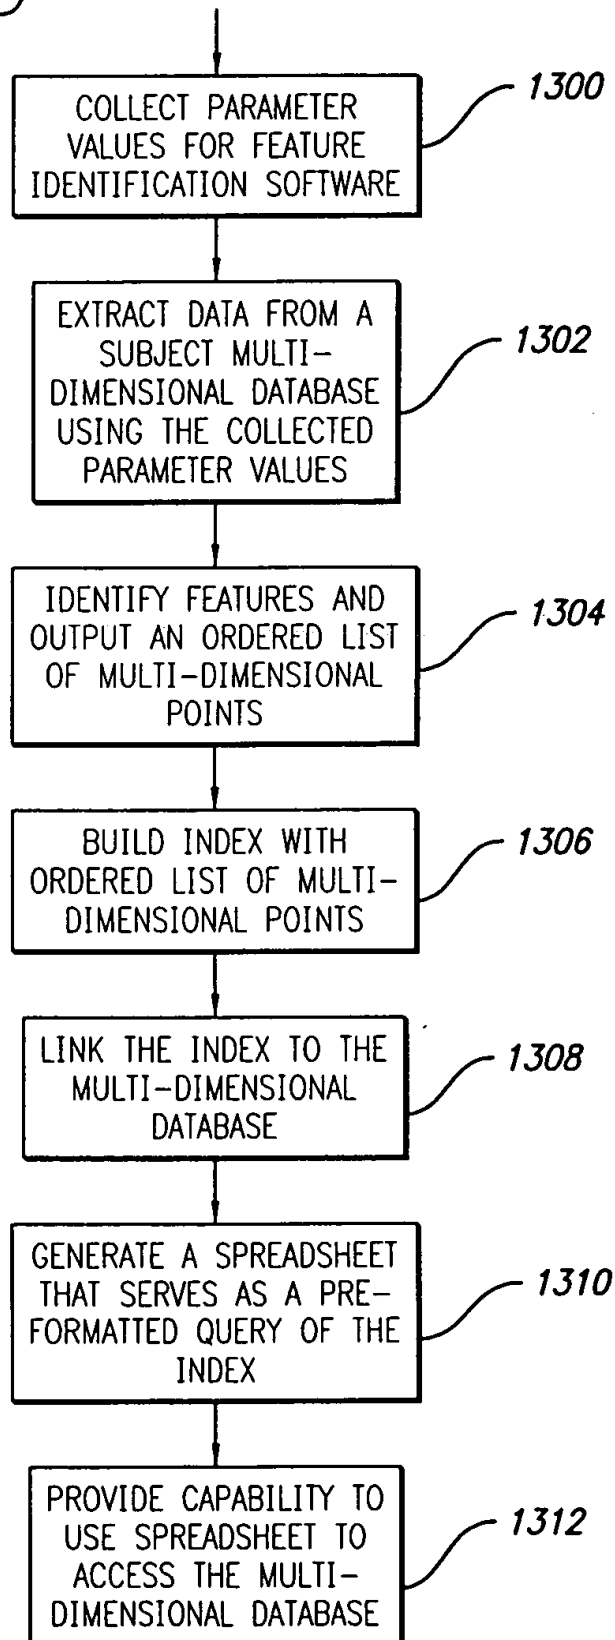 1300
COLLECT PARAMETER
VALUES FOR FEATURE
IDENTIFICATION SOFTWARE
1302
EXTRACT DATA FROM A
SUBJECT MULTI-
DIMENSIONAL DATABASE
USING THE COLLECTED
PARAMETER VALUES
1304
IDENTIFY FEATURES AND
OUTPUT AN ORDERED LIST
OF MULTI-DIMENSIONAL
POINTS
1306
BUILD INDEX WITH
ORDERED LIST OF MULTI-
DIMENSIONAL POINTS
1308
LINK THE INDEX TO THE
MULTI-DIMENSIONAL
DATABASE
1310
GENERATE A SPREADSHEET
THAT SERVES AS A PRE-
FORMATTED QUERY OF THE
INDEX
1312
PROVIDE CAPABILITY TO
USE SPREADSHEET TO
ACCESS THE MULTI-
DIMENSIONAL DATABASE